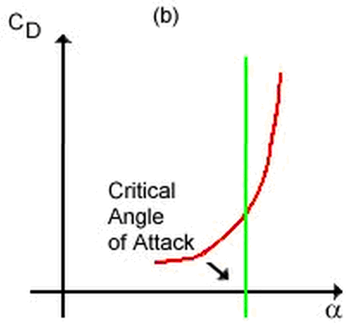 (b)
C_D
Critical
Angle
of Attack
α